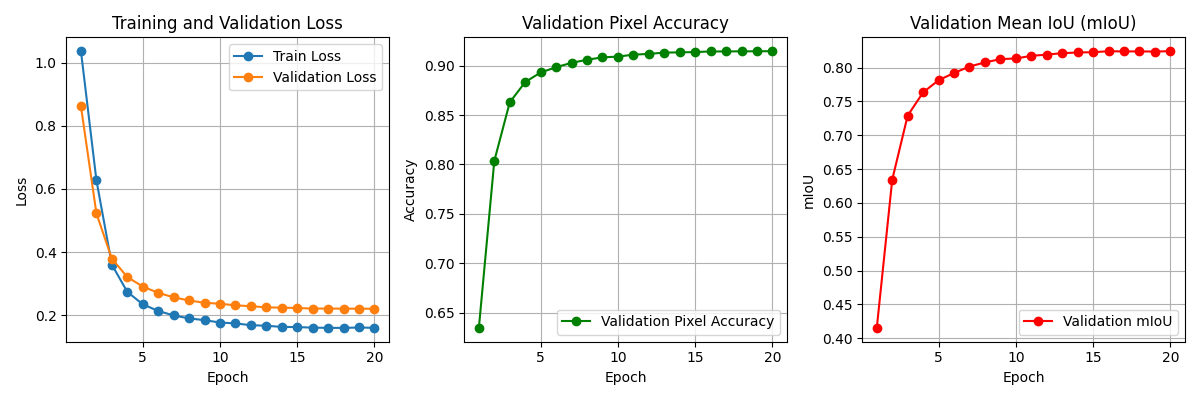 Training and Validation Loss
Train Loss
Validation Loss
1.0
0.8
0.6
0.4
0.2
Loss
5
10
15
20
Epoch
Validation Pixel Accuracy
0.90
0.85
0.80
0.75
0.70
0.65
Accuracy
Validation Pixel Accuracy
5
10
15
20
Epoch
Validation Mean IoU (mIoU)
0.80
0.75
0.70
0.65
0.60
0.55
0.50
0.45
0.40
mIoU
Validation mIoU
5
10
15
20
Epoch